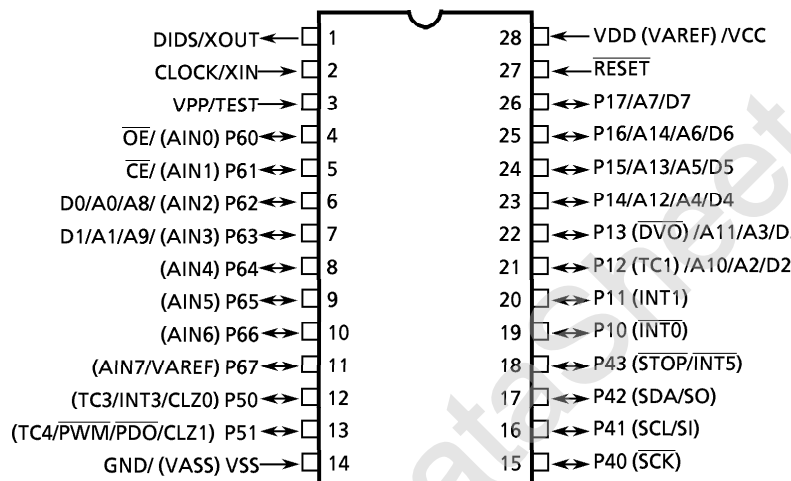 DIDS/XOUT 1 28 VDD (VAREF) /VCC
CLOCK/XIN 2 27 RESET
VPP/TEST 3 26 P17/A7/D7
OE/ (AIN0) P60 4 25 P16/A14/A6/D6
CE/ (AIN1) P61 5 24 P15/A13/A5/D5
D0/A0/A8/ (AIN2) P62 6 23 P14/A12/A4/D4
D1/A1/A9/ (AIN3) P63 7 22 P13 (DVO) /A11/A3/D
(AIN4) P64 8 21 P12 (TC1) /A10/A2/D2
(AIN5) P65 9 20 P11 (INT1)
(AIN6) P66 10 19 P10 (INT0)
(AIN7/VAREF) P67 11 18 P43 (STOP/INT5)
(TC3/INT3/CLZ0) P50 12 17 P42 (SDA/SO)
(TC4/PWM/PDO/CLZ1) P51 13 16 P41 (SCL/SI)
GND/ (VASS) VSS 14 15 P40 (SCK)
ataSheet